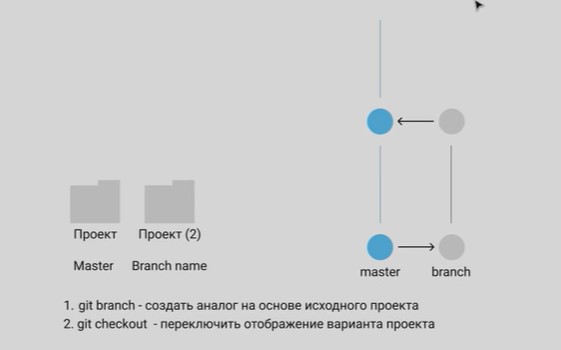 Проект Проект (2)
Master Branch name
master branch
1. git branch - создать аналог на основе исходного проекта
2. git checkout - переключить отображение варианта проекта